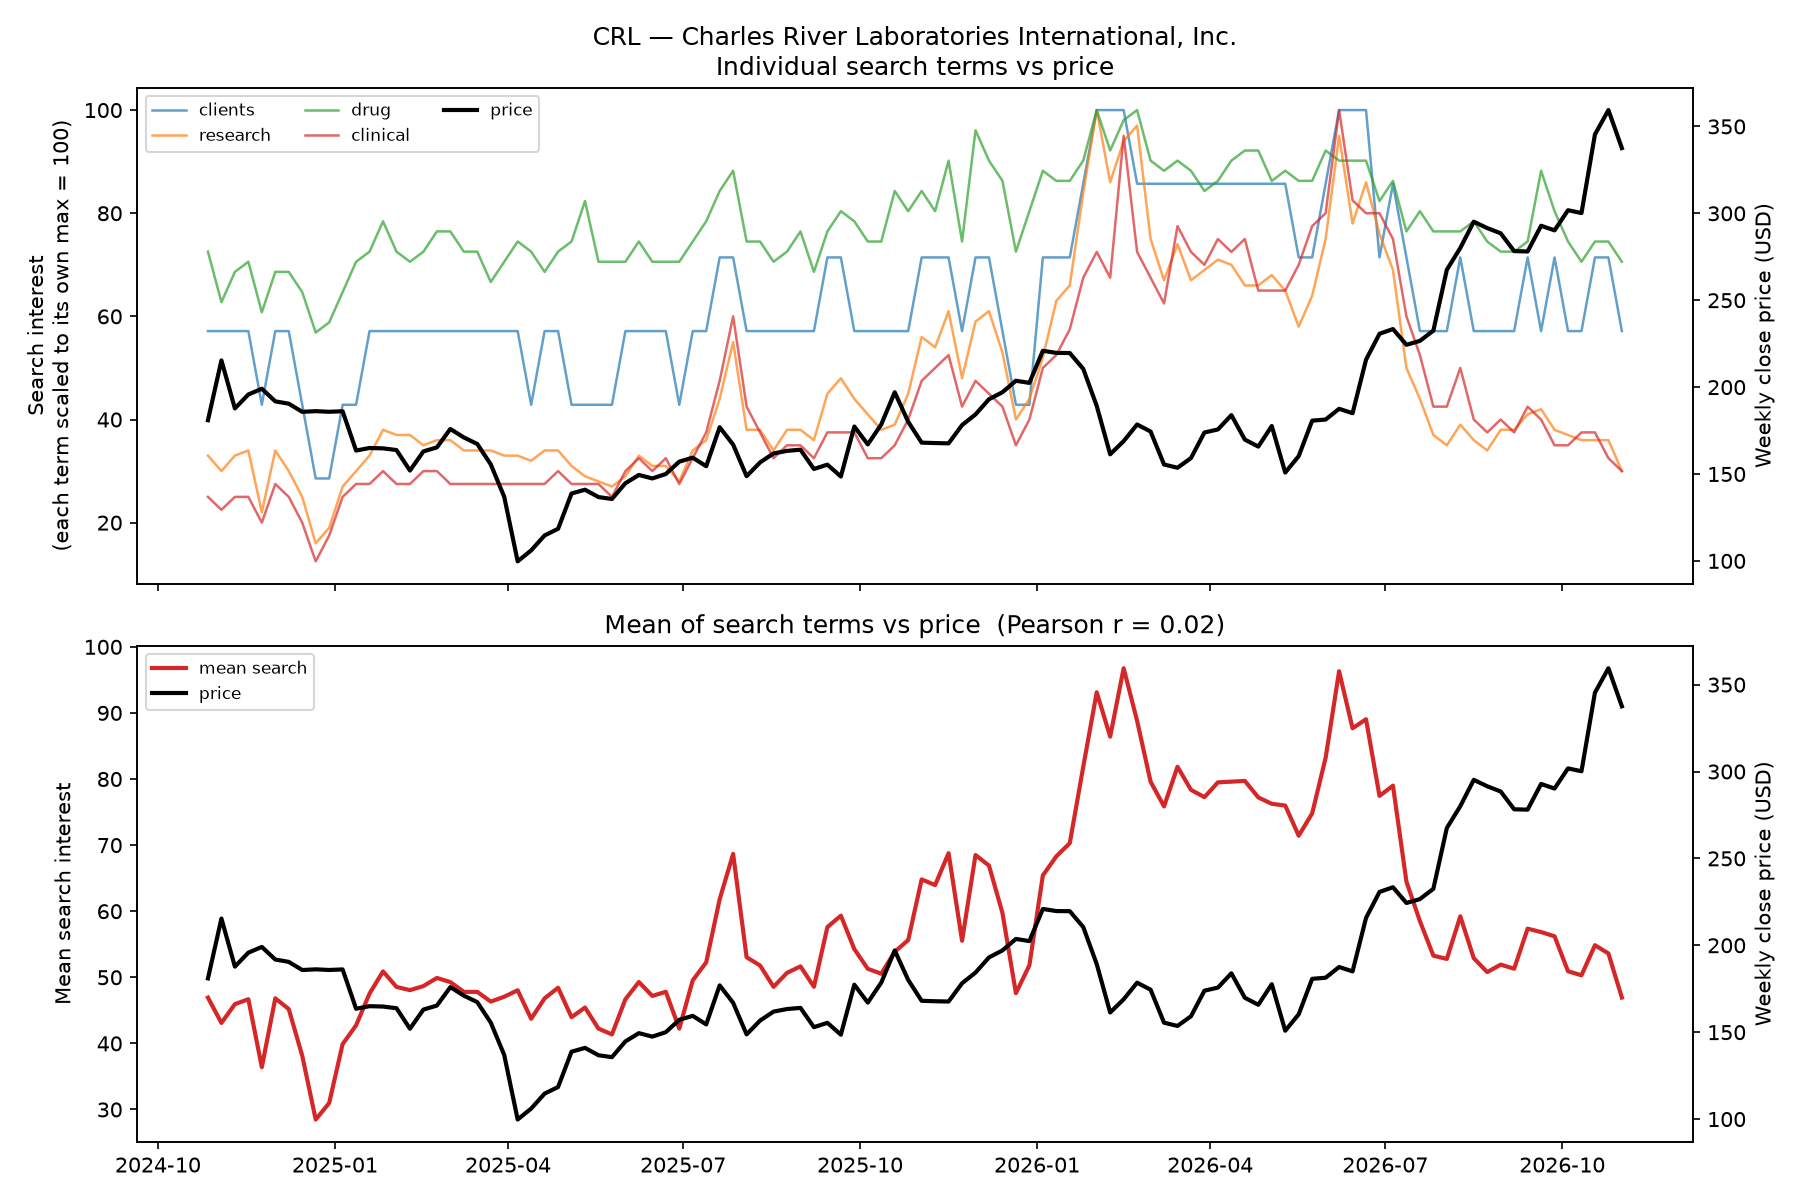 CRL — Charles River Laboratories International, Inc.
Individual search terms vs price
clients
research
drug
clinical
price
Search interest
(each term scaled to its own max = 100)
100
80
60
40
20
350
300
250
200
150
100
Weekly close price (USD)
Mean of search terms vs price (Pearson r = 0.02)
mean search
price
Mean search interest
100
90
80
70
60
50
40
30
350
300
250
200
150
100
Weekly close price (USD)
2024-10
2025-01
2025-04
2025-07
2025-10
2026-01
2026-04
2026-07
2026-10